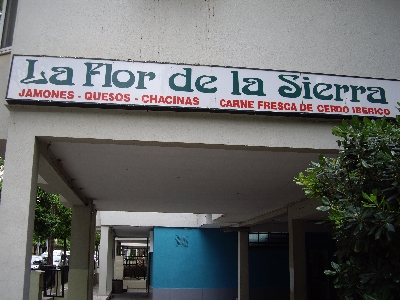 La Flor de la Sierra
JAMONES - QUESOS - CHACINAS CARNE FRESCA DE CERDO IBERICO